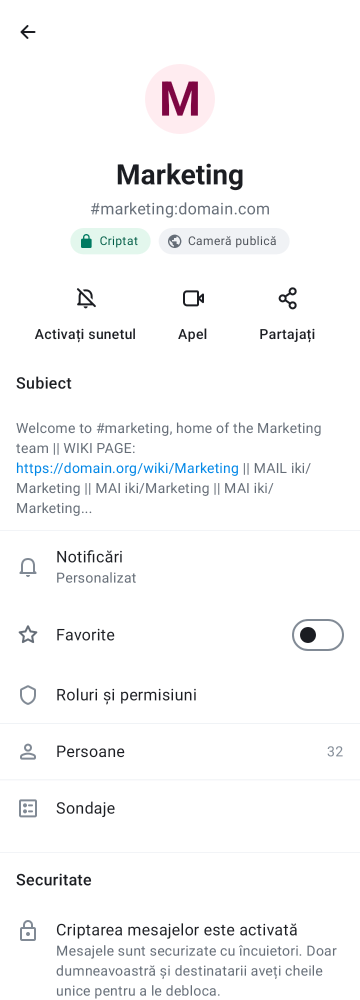 M
Marketing
#marketing:domain.com
Criptat
Cameră publică
Activați sunetul
Apel
Partajați
Subiect
Welcome to #marketing, home of the Marketing
team || WIKI PAGE:
https://domain.org/wiki/Marketing || MAIL iki/
Marketing || MAI iki/Marketing || MAI iki/
Marketing...
Notificări
Personalizat
Favorite
Roluri și permisiuni
Persoane
32
Sondaje
Securitate
Criptarea mesajelor este activată
Mesajele sunt securizate cu încuietori. Doar
dumneavoastră și destinatarii aveți cheile
unice pentru a le debloca.